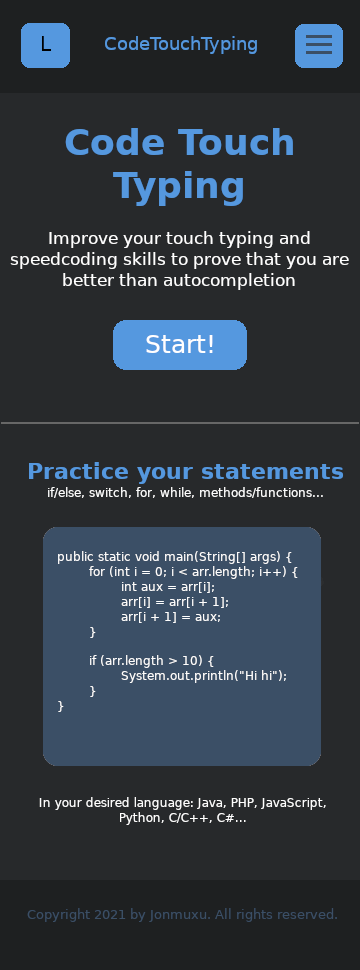 L
CodeTouchTyping
Code Touch
Typing
Improve your touch typing and
speedcoding skills to prove that you are
better than autocompletion
Start!
Practice your statements
if/else, switch, for, while, methods/functions...
public static void main(String[] args) {
for (int i = 0; i < arr.length; i++) {
int aux = arr[i];
arr[i] = arr[i + 1];
arr[i + 1] = aux;
}
if (arr.length > 10) {
System.out.println("Hi hi");
}
}
In your desired language: Java, PHP, JavaScript,
Python, C/C++, C#...
Copyright 2021 by Jonmuxu. All rights reserved.